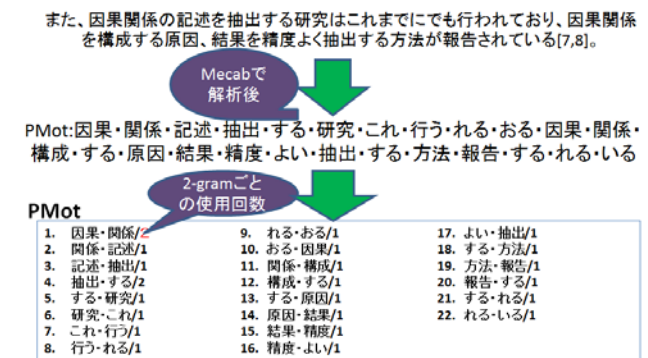 また、因果関係の記述を抽出する研究はこれまでにでも行われており、因果関係
を構成する原因、結果を精度よく抽出する方法が報告されている[7,8]。
Mecabで
解析後
PMot:因果・関係・記述・抽出・する・研究・これ・行う・れる・おる・因果・関係・
構成・する・原因・結果・精度・よい・抽出・する・方法・報告・する・れる・いる
2-gramごと
の使用回数
PMot
1. 因果・関係/2
2. 関係・記述/1
3. 記述・抽出/1
4. 抽出・する/2
5. する・研究/1
6. 研究・これ/1
7. これ・行う/1
8. 行う・れる/1
9. れる・おる/1
10. おる・因果/1
11. 関係・構成/1
12. 構成・する/1
13. する・原因/1
14. 原因・結果/1
15. 結果・精度/1
16. 精度・よい/1
17. よい・抽出/1
18. する・方法/1
19. 方法・報告/1
20. 報告・する/1
21. する・れる/1
22. れる・いる/1